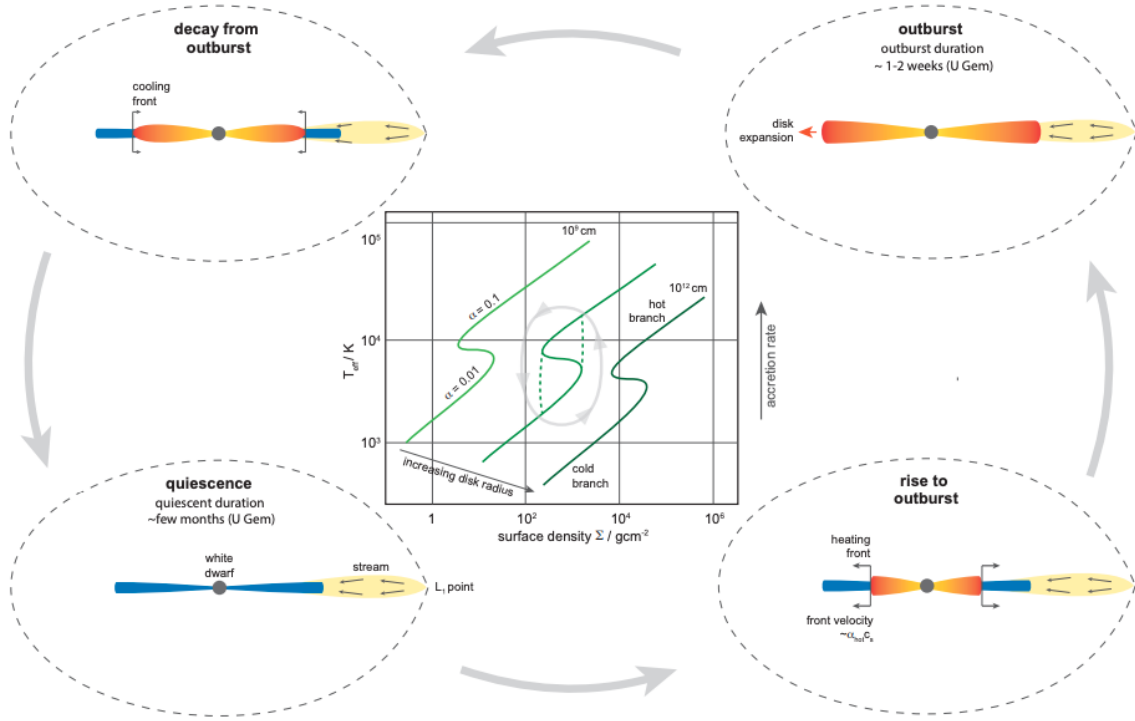 decay from
outburst
cooling
front
outburst
outburst duration
~ 1-2 weeks (U Gem)
disk
expansion
10⁵
10⁴
10³
T_eff / K
10⁹ cm
10¹² cm
hot
branch
α = 0.1
α = 0.01
cold
branch
increasing disk radius
1
10²
10⁴
10⁶
surface density Σ / gcm⁻²
accretion rate
quiescence
quiescent duration
~few months (U Gem)
white
dwarf
stream
L₁ point
rise to
outburst
heating
front
front velocity
~α_hot c_s